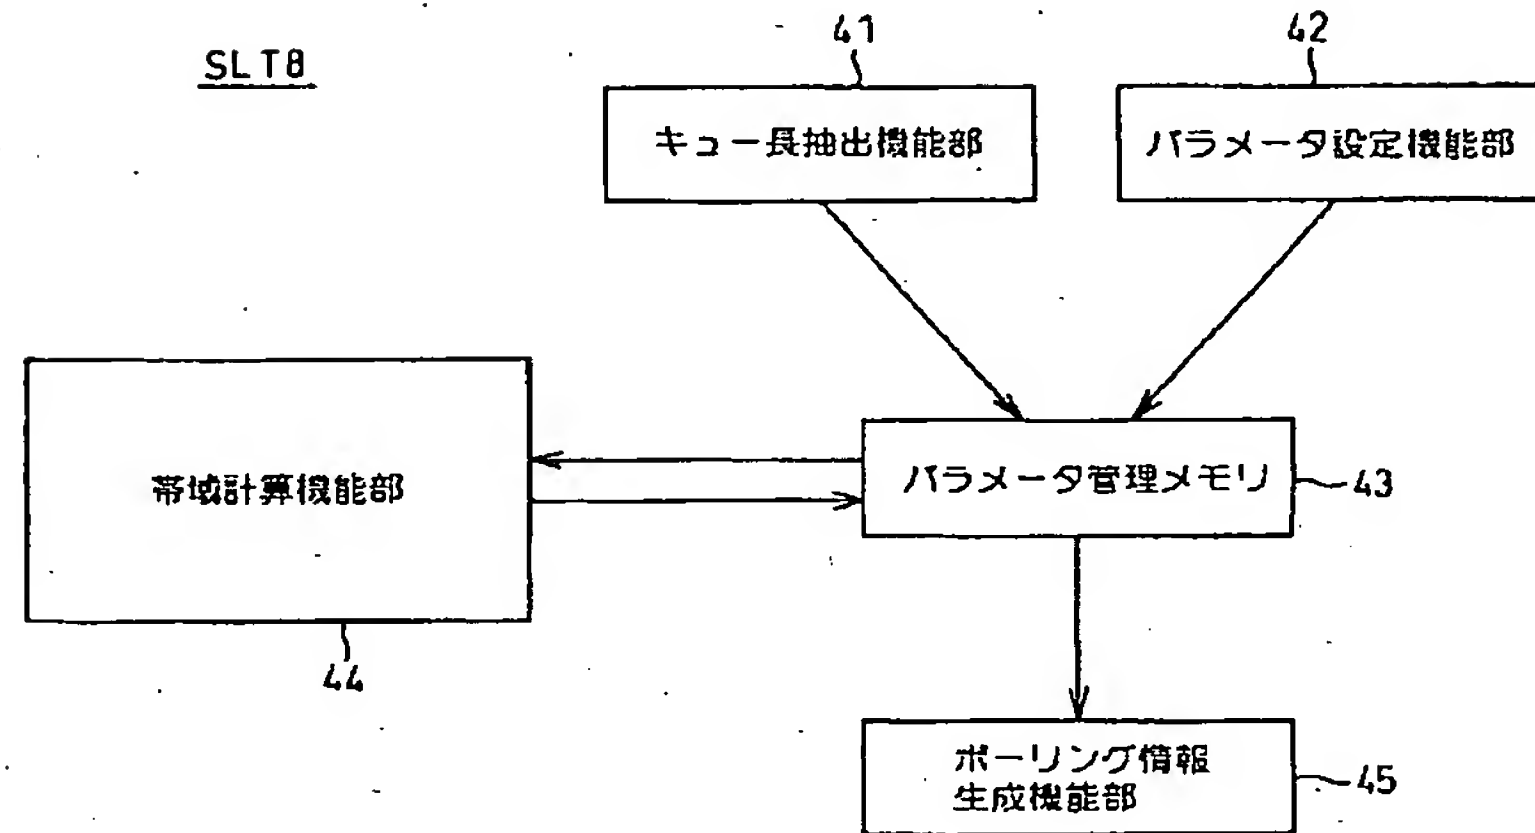 SLT8
41
42
キュー長抽出機能部
パラメータ設定機能部
帯域計算機能部
パラメータ管理メモリ
43
44
ポーリング情報
生成機能部
45